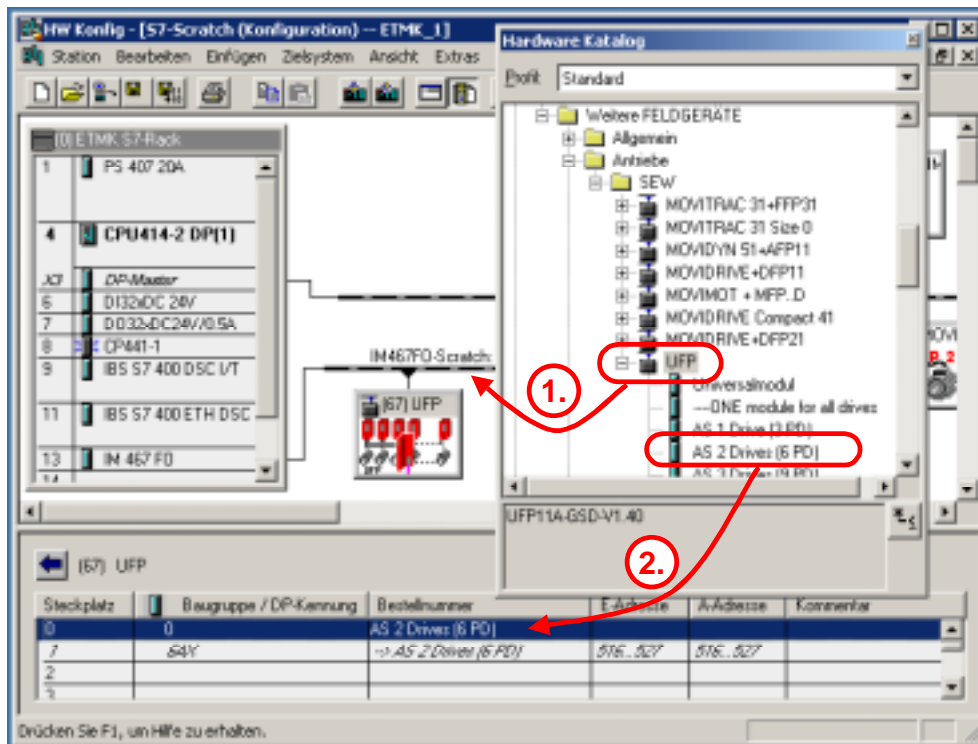 HW Konfig - [S7-Scratch (Konfiguration) -- ETMK_1]
Station Bearbeiten Einfügen Zielsystem Ansicht Extras
Hardware Katalog
Profil: Standard
Weitere FELDGERÄTE
Allgemein
Antriebe
SEW
MOVITRAC 31+FFP31
MOVITRAC 31 Size 0
MOVIDYN 51+AFP11
MOVIDRIVE+DFP11
MOVIMOT + MFP..D
MOVIDRIVE Compact 41
MOVIDRIVE+DFP21
UFP
Universalmodul
---ONE module for all drives
AS 1 Drive (3 PD)
AS 2 Drives (6 PD)
AS 3 Drives (9 PD)
UFP11A-GSD-V1.40
(0) ETMK S7-Rack
1 PS 407 20A
4 CPU414-2 DP(1)
X3 DP-Master
6 DI32xDC 24V
7 DO32xDC24V/0.5A
8 CP441-1
9 IBS S7 400 DSC I/T
11 IBS S7 400 ETH DSC
13 IM 467 FO
14
IM467FO-Scratch:
(67) UFP
1.
2.
(67) UFP
Steckplatz Baugruppe / DP-Kennung Bestellnummer E-Adresse A-Adresse Kommentar
0 0 AS 2 Drives (6 PD)
1 6AX --> AS 2 Drives (6 PD) 516...527 516...527
2
3
Drücken Sie F1, um Hilfe zu erhalten.